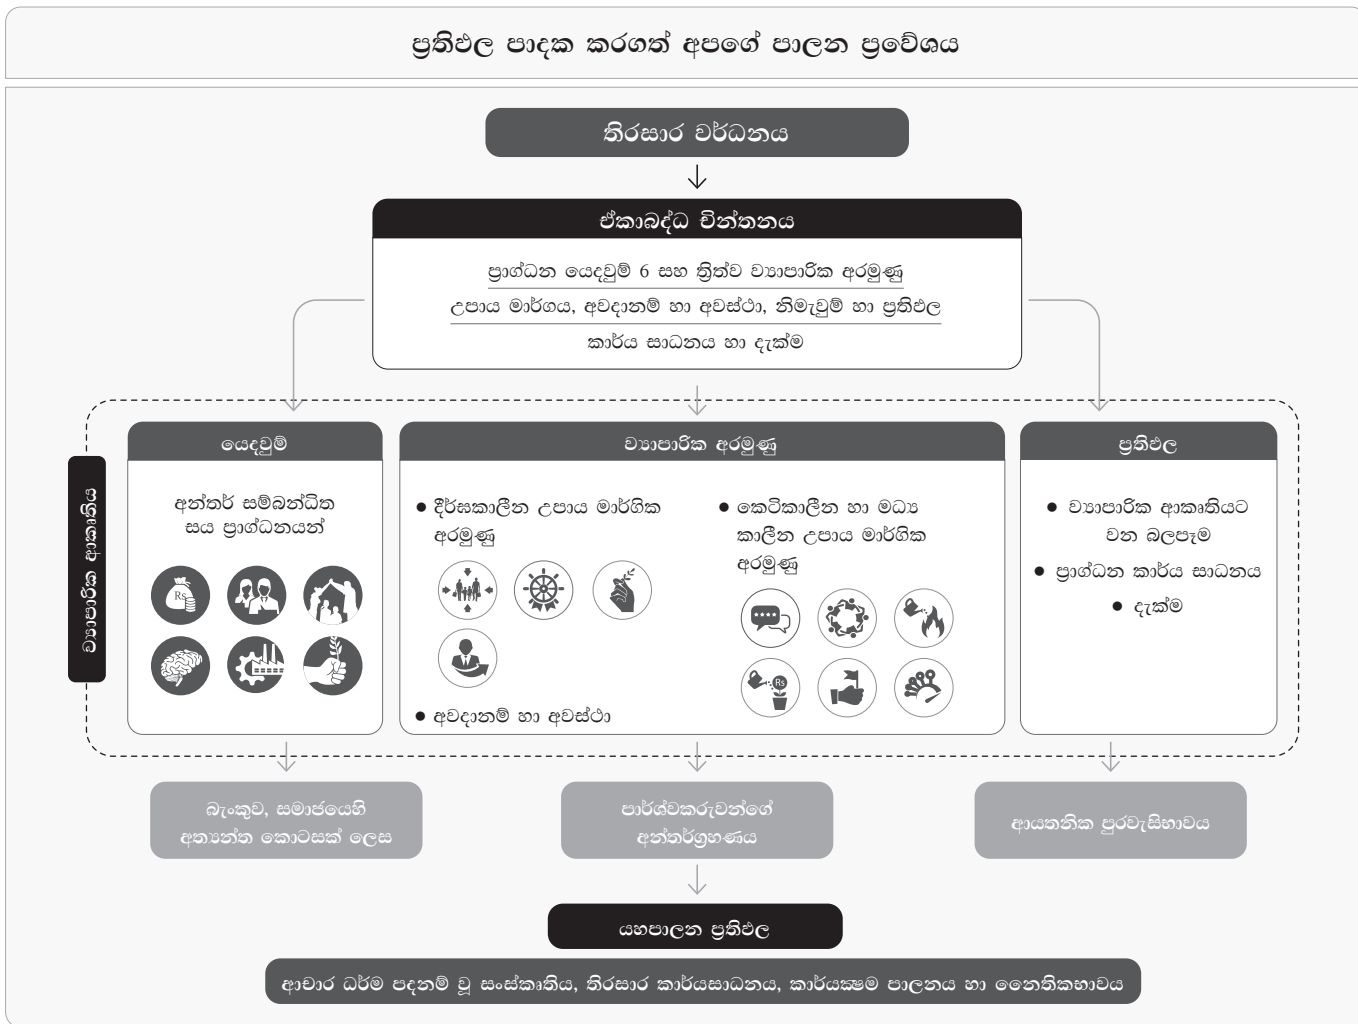 ප්‍රතිඵල පාදක කරගත් අපගේ පාලන ප්‍රවේශය
තිරසාර වර්ධනය
ඒකාබද්ධ චින්තනය
ප්‍රාග්ධන යෙදවුම් 6 සහ ත්‍රිත්ව ව්‍යාපාරික අරමුණු
උපාය මාර්ගය, අවදානම් හා අවස්ථා, නිමැවුම් හා ප්‍රතිඵල
කාර්ය සාධනය හා දැක්ම
ව්‍යාපාරික ආකෘතිය
යෙදවුම්
අන්තර් සම්බන්ධිත
සය ප්‍රාග්ධනයන්
Rs
ව්‍යාපාරික අරමුණු
● දීර්ඝකාලීන උපාය මාර්ගික
අරමුණු
● අවදානම් හා අවස්ථා
● කෙටිකාලීන හා මධ්‍ය
කාලීන උපාය මාර්ගික
අරමුණු
Rs
ප්‍රතිඵල
● ව්‍යාපාරික ආකෘතියට
වන බලපෑම
● ප්‍රාග්ධන කාර්ය සාධනය
● දැක්ම
බැංකුව, සමාජයෙහි
අත්‍යන්ත කොටසක් ලෙස
පාර්ශ්වකරුවන්ගේ
අන්තර්ග්‍රහණය
ආයතනික පුරවැසිභාවය
යහපාලන ප්‍රතිඵල
ආචාර ධර්ම පදනම් වූ සංස්කෘතිය, තිරසාර කාර්යසාධනය, කාර්යක්‍ෂම පාලනය හා නෛතිකභාවය